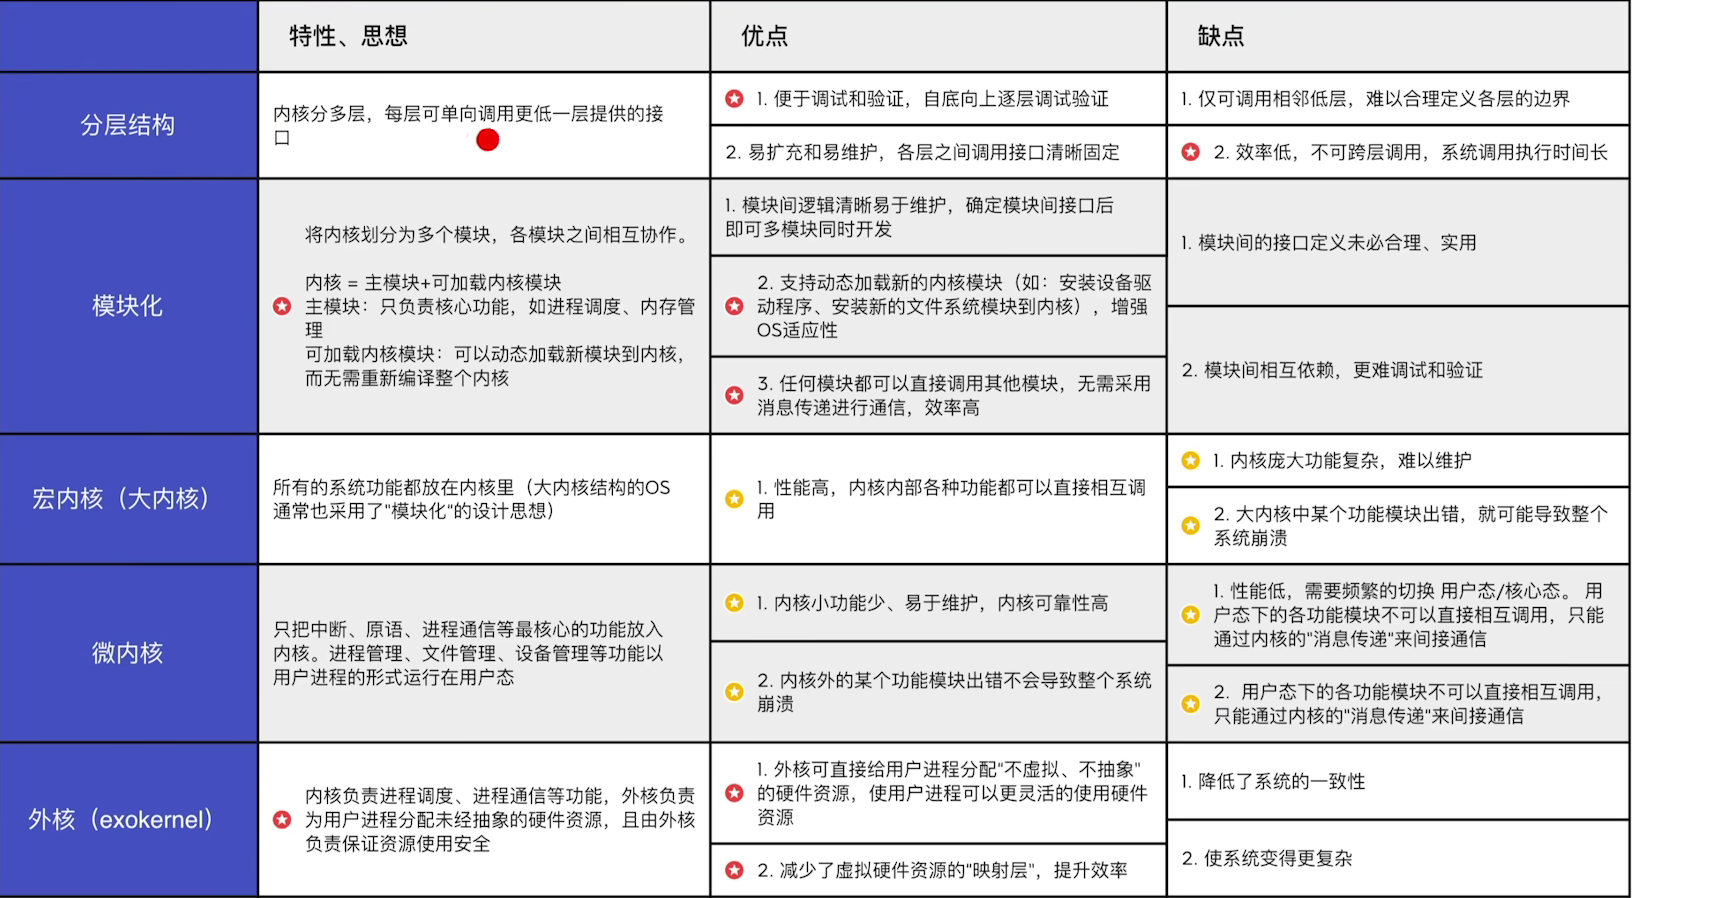 特性、思想
优点
缺点
分层结构
内核分多层，每层可单向调用更低一层提供的接
口
1. 便于调试和验证，自底向上逐层调试验证
2. 易扩充和易维护，各层之间调用接口清晰固定
1. 仅可调用相邻低层，难以合理定义各层的边界
2. 效率低，不可跨层调用，系统调用执行时间长
模块化
将内核划分为多个模块，各模块之间相互协作。
内核 = 主模块+可加载内核模块
主模块：只负责核心功能，如进程调度、内存管
理
可加载内核模块：可以动态加载新模块到内核，
而无需重新编译整个内核
1. 模块间逻辑清晰易于维护，确定模块间接口后
即可多模块同时开发
2. 支持动态加载新的内核模块（如：安装设备驱
动程序、安装新的文件系统模块到内核），增强
OS适应性
3. 任何模块都可以直接调用其他模块，无需采用
消息传递进行通信，效率高
1. 模块间的接口定义未必合理、实用
2. 模块间相互依赖，更难调试和验证
宏内核（大内核）
所有的系统功能都放在内核里（大内核结构的OS
通常也采用了"模块化"的设计思想）
1. 性能高，内核内部各种功能都可以直接相互调
用
1. 内核庞大功能复杂，难以维护
2. 大内核中某个功能模块出错，就可能导致整个
系统崩溃
微内核
只把中断、原语、进程通信等最核心的功能放入
内核。进程管理、文件管理、设备管理等功能以
用户进程的形式运行在用户态
1. 内核小功能少、易于维护，内核可靠性高
2. 内核外的某个功能模块出错不会导致整个系统
崩溃
1. 性能低，需要频繁的切换 用户态/核心态。 用
户态下的各功能模块不可以直接相互调用，只能
通过内核的"消息传递"来间接通信
2. 用户态下的各功能模块不可以直接相互调用，
只能通过内核的"消息传递"来间接通信
外核（exokernel）
内核负责进程调度、进程通信等功能，外核负责
为用户进程分配未经抽象的硬件资源，且由外核
负责保证资源使用安全
1. 外核可直接给用户进程分配"不虚拟、不抽象"
的硬件资源，使用户进程可以更灵活的使用硬件
资源
2. 减少了虚拟硬件资源的"映射层"，提升效率
1. 降低了系统的一致性
2. 使系统变得更复杂